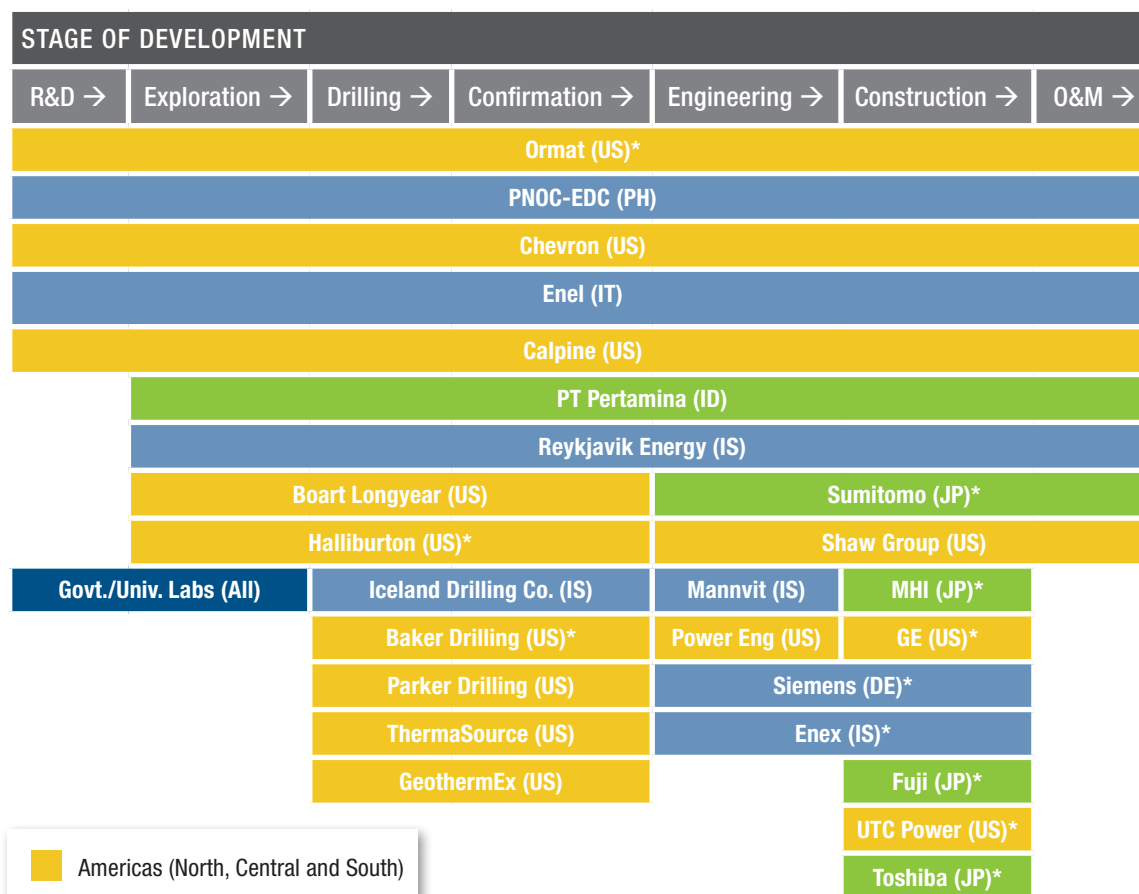 STAGE OF DEVELOPMENT
R&D → Exploration → Drilling → Confirmation → Engineering → Construction → O&M →
Ormat (US)*
PNOC-EDC (PH)
Chevron (US)
Enel (IT)
Calpine (US)
PT Pertamina (ID)
Reykjavik Energy (IS)
Boart Longyear (US) Sumitomo (JP)*
Halliburton (US)* Shaw Group (US)
Govt./Univ. Labs (All) Iceland Drilling Co. (IS) Mannvit (IS) MHI (JP)*
Baker Drilling (US)* Power Eng (US) GE (US)*
Parker Drilling (US) Siemens (DE)*
ThermaSource (US) Enex (IS)*
GeothermEx (US) Fuji (JP)*
UTC Power (US)*
Americas (North, Central and South)
Toshiba (JP)*